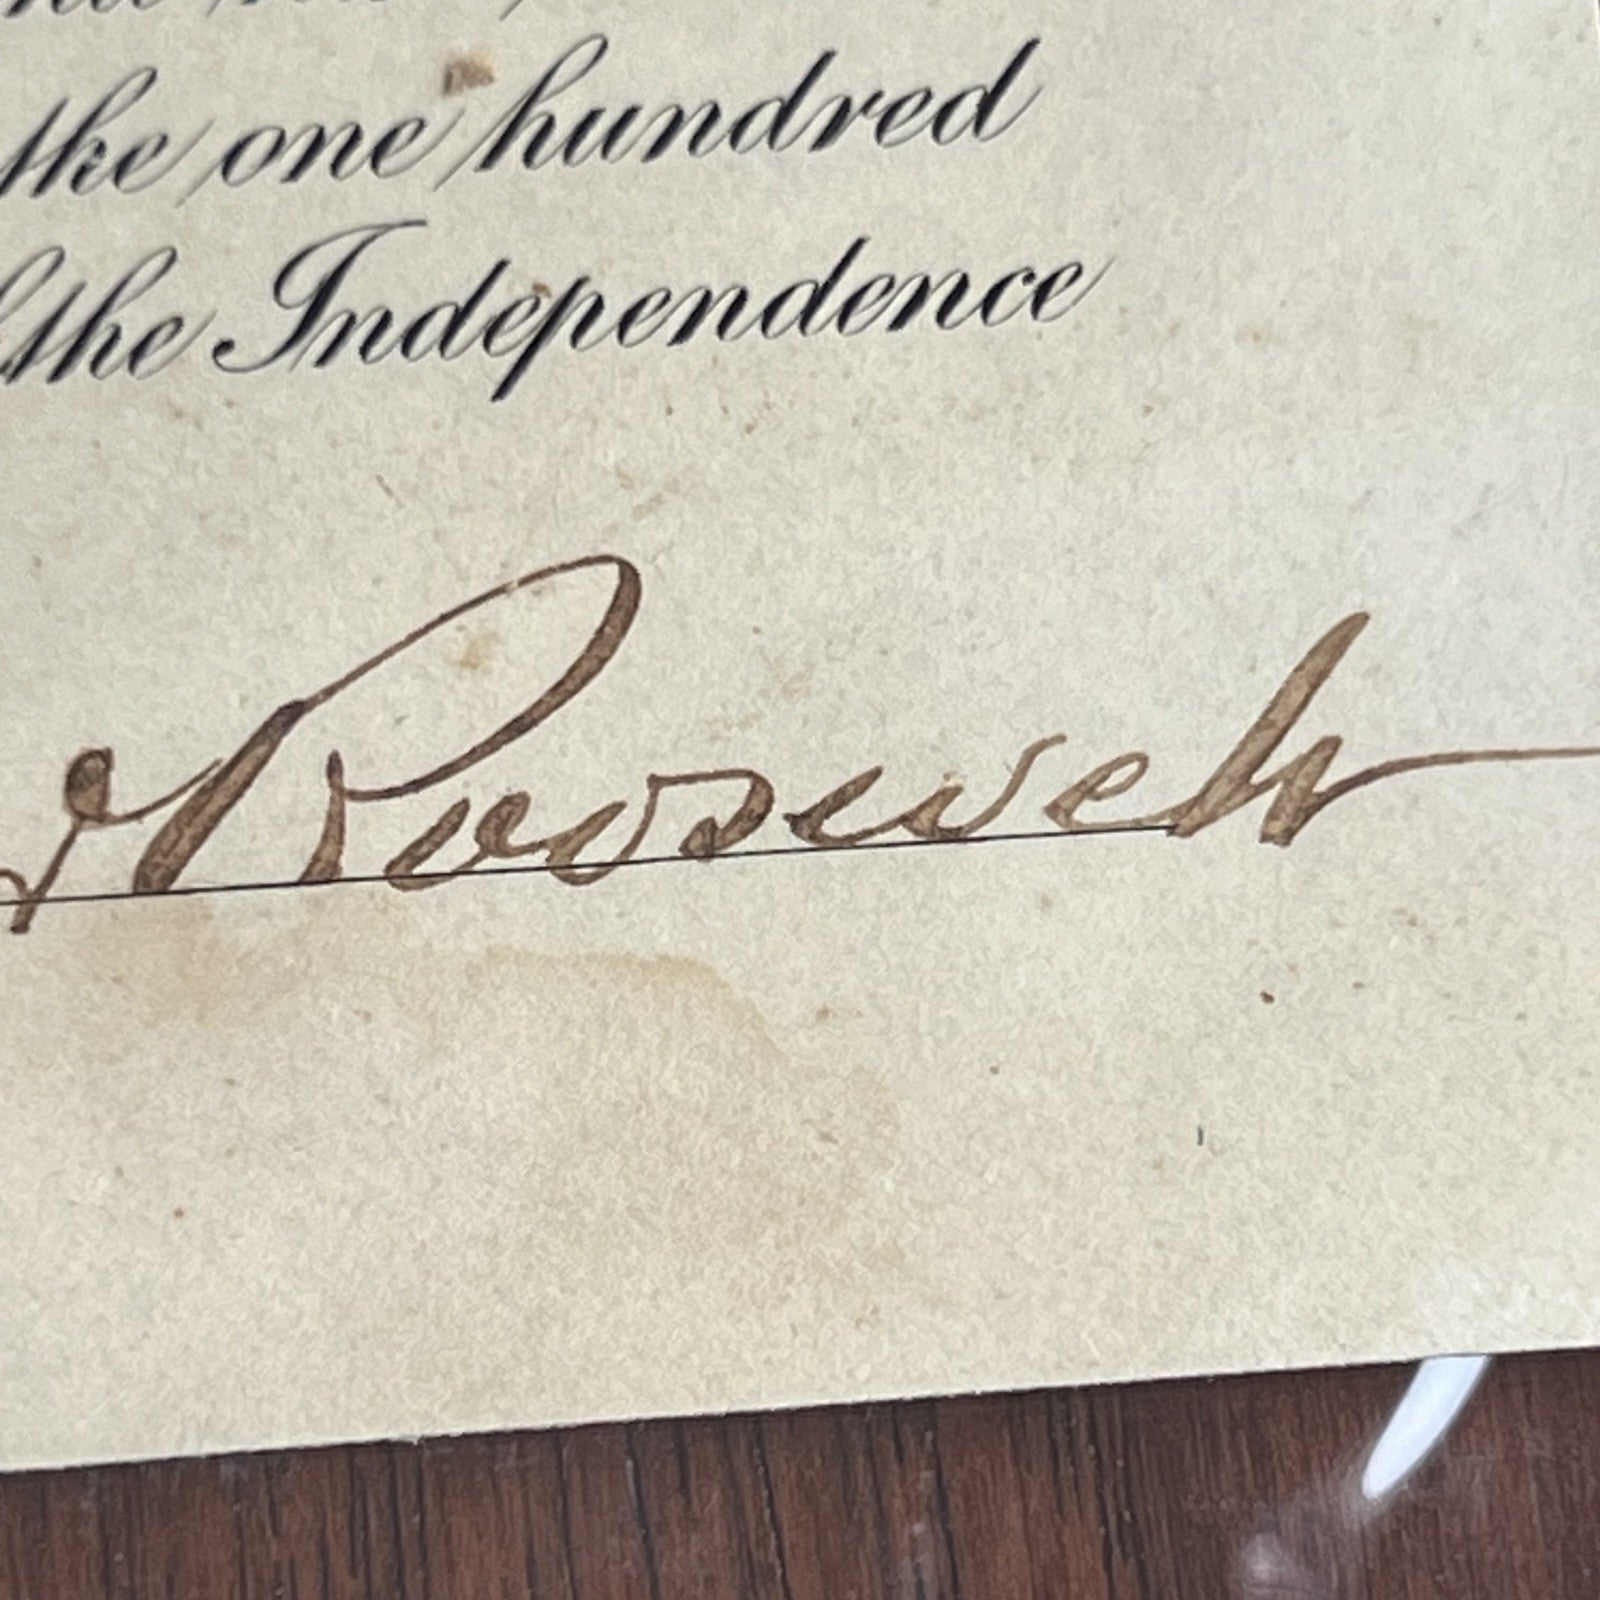 the one hundred
the Independence
Roosevelt